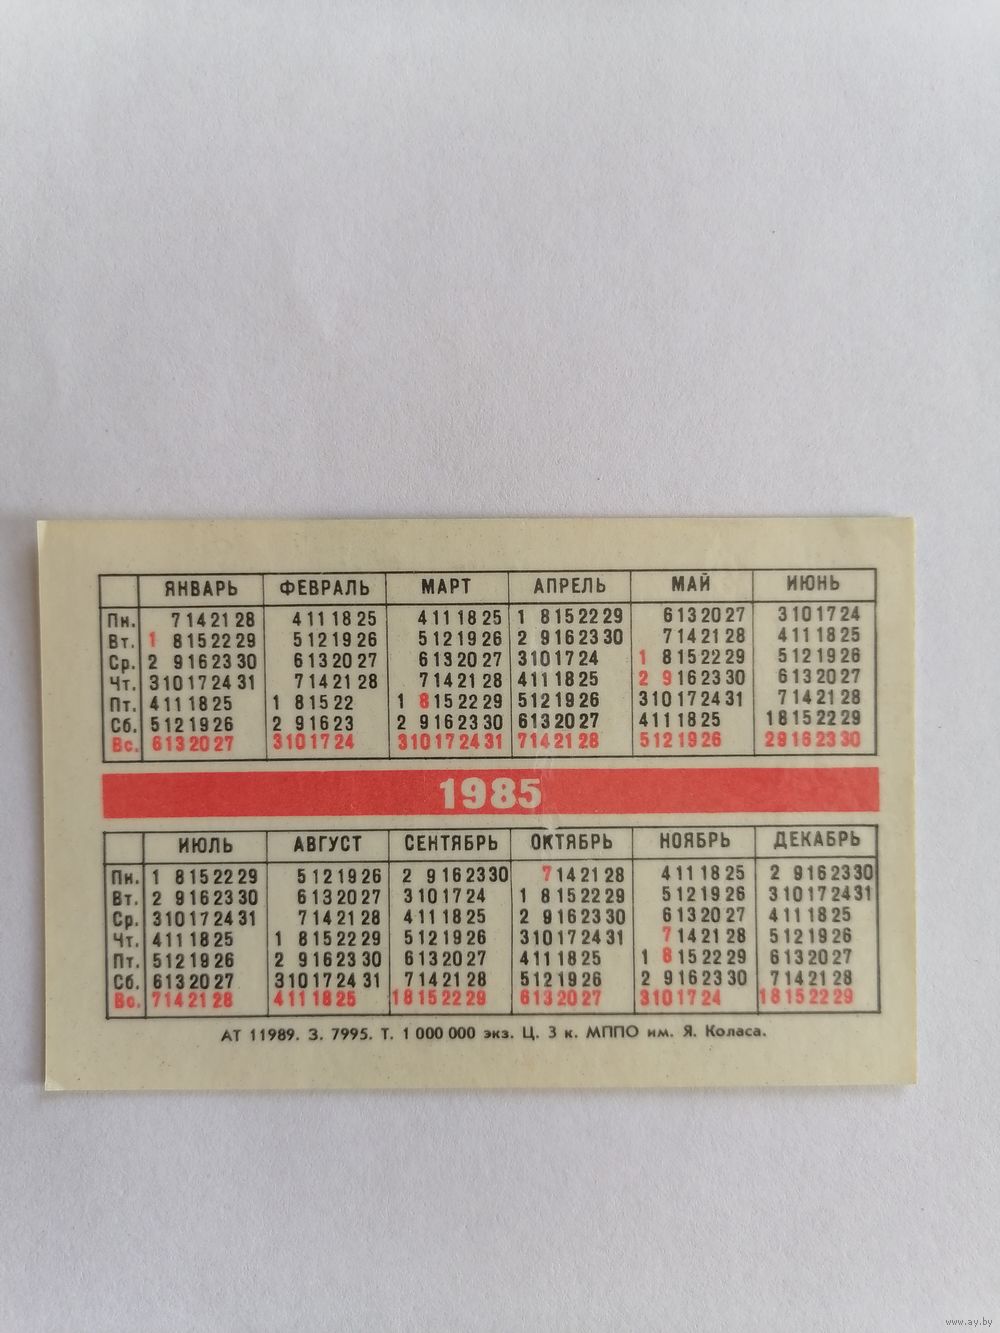 ЯНВАРЬ ФЕВРАЛЬ МАРТ АПРЕЛЬ МАЙ ИЮНЬ
Пн. 7 14 21 28 4 11 18 25 4 11 18 25 1 8 15 22 29 6 13 20 27 3 10 17 24
Вт. 1 8 15 22 29 5 12 19 26 5 12 19 26 2 9 16 23 30 7 14 21 28 4 11 18 25
Ср. 2 9 16 23 30 6 13 20 27 6 13 20 27 3 10 17 24 1 8 15 22 29 5 12 19 26
Чт. 3 10 17 24 31 7 14 21 28 7 14 21 28 4 11 18 25 2 9 16 23 30 6 13 20 27
Пт. 4 11 18 25 1 8 15 22 1 8 15 22 29 5 12 19 26 3 10 17 24 31 7 14 21 28
Сб. 5 12 19 26 2 9 16 23 2 9 16 23 30 6 13 20 27 4 11 18 25 1 8 15 22 29
Вс. 6 13 20 27 3 10 17 24 3 10 17 24 31 7 14 21 28 5 12 19 26 2 9 16 23 30
1985
ИЮЛЬ АВГУСТ СЕНТЯБРЬ ОКТЯБРЬ НОЯБРЬ ДЕКАБРЬ
Пн. 1 8 15 22 29 5 12 19 26 2 9 16 23 30 7 14 21 28 4 11 18 25 2 9 16 23 30
Вт. 2 9 16 23 30 6 13 20 27 3 10 17 24 1 8 15 22 29 5 12 19 26 3 10 17 24 31
Ср. 3 10 17 24 31 7 14 21 28 4 11 18 25 2 9 16 23 30 6 13 20 27 4 11 18 25
Чт. 4 11 18 25 1 8 15 22 29 5 12 19 26 3 10 17 24 31 7 14 21 28 5 12 19 26
Пт. 5 12 19 26 2 9 16 23 30 6 13 20 27 4 11 18 25 1 8 15 22 29 6 13 20 27
Сб. 6 13 20 27 3 10 17 24 31 7 14 21 28 5 12 19 26 2 9 16 23 30 7 14 21 28
Вс. 7 14 21 28 4 11 18 25 1 8 15 22 29 6 13 20 27 3 10 17 24 1 8 15 22 29
АТ 11989. З. 7995. Т. 1 000 000 экз. Ц. 3 к. МППО им. Я. Коласа.
www.ay.by